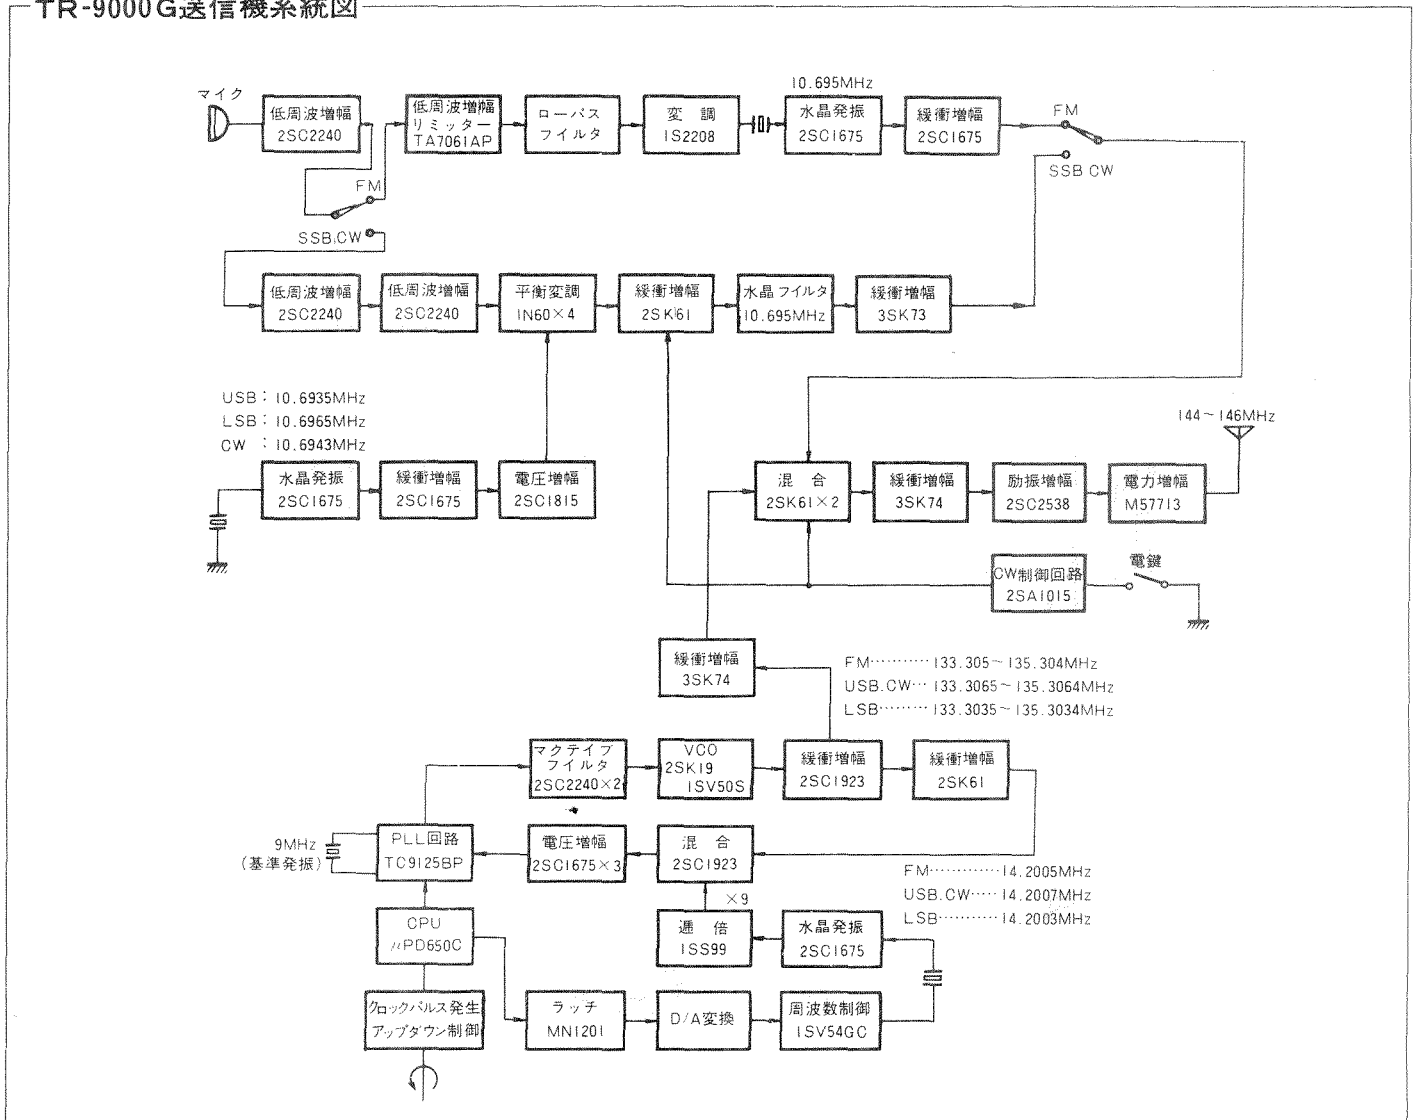 TR-9000G送信機系統図
マイク
低周波増幅
2SC2240
低周波増幅
リミッター
TA7061AP
ローパス
フイルタ
変調
1S2208
10.695MHz
水晶発振
2SC1675
緩衝増幅
2SC1675
FM
SSB CW
FM
SSB.CW
低周波増幅
2SC2240
低周波増幅
2SC2240
平衡変調
1N60×4
緩衝増幅
2SK61
水晶フイルタ
10.695MHz
緩衝増幅
3SK73
USB:10.6935MHz
LSB:10.6965MHz
CW :10.6943MHz
水晶発振
2SC1675
緩衝増幅
2SC1675
電圧増幅
2SC1815
混合
2SK61×2
緩衝増幅
3SK74
励振増幅
2SC2538
電力増幅
M57713
144~146MHz
CW制御回路
2SA1015
電鍵
緩衝増幅
3SK74
FM··········133.305~135.304MHz
USB.CW···133.3065~135.3064MHz
LSB········133.3035~135.3034MHz
マクテイブ
フイルタ
2SC2240×2
VCO
2SK19
1SV50S
緩衝増幅
2SC1923
緩衝増幅
2SK61
9MHz
(基準発振)
PLL回路
TC9125BP
電圧増幅
2SC1675×3
混合
2SC1923
FM············14.2005MHz
USB.CW·····14.2007MHz
LSB··········14.2003MHz
×9
CPU
μPD650C
逓倍
1SS99
水晶発振
2SC1675
クロックパルス発生
アップダウン制御
ラッチ
MN1201
D/A変換
周波数制御
1SV54GC